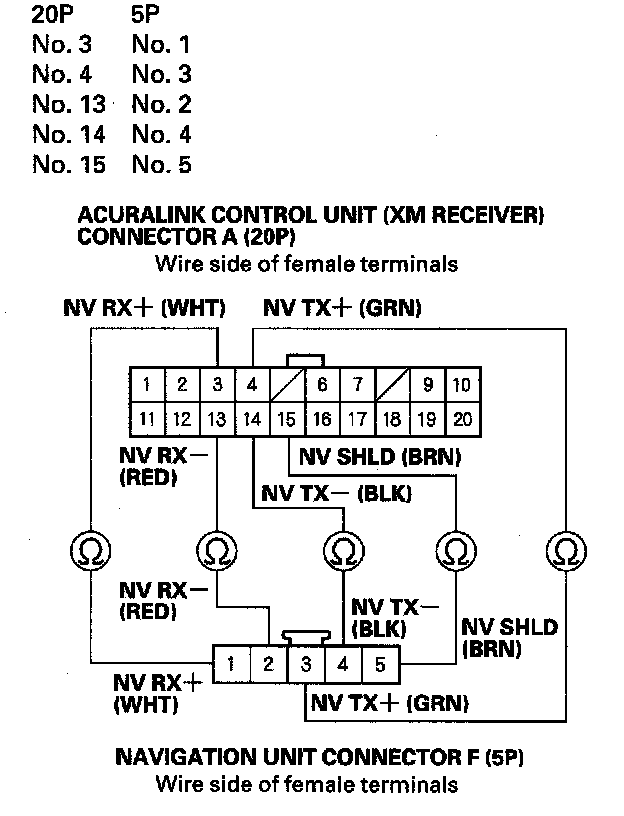 20P 5P
No. 3 No. 1
No. 4 No. 3
No. 13 No. 2
No. 14 No. 4
No. 15 No. 5
ACURALINK CONTROL UNIT (XM RECEIVER)
CONNECTOR A (20P)
Wire side of female terminals
NV RX+ (WHT) NV TX+ (GRN)
1 2 3 4 6 7 9 10
11 12 13 14 15 16 17 18 19 20
NV RX−
(RED)
NV SHLD (BRN)
NV TX− (BLK)
Ω Ω Ω Ω Ω
NV RX−
(RED)
NV TX−
(BLK)
NV SHLD
(BRN)
1 2 3 4 5
NV RX+
(WHT)
NV TX+ (GRN)
NAVIGATION UNIT CONNECTOR F (5P)
Wire side of female terminals